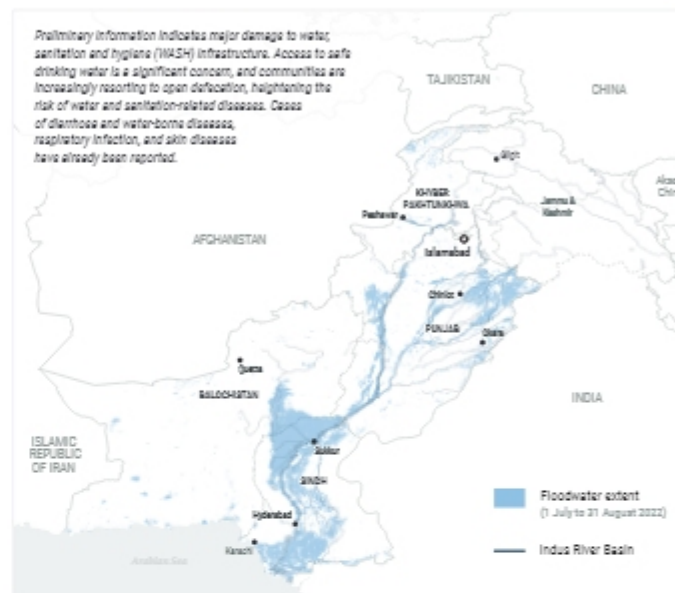 Preliminary information indicates major damage to water,
sanitation and hygiene (WASH) infrastructure. Access to safe
drinking water is a significant concern, and communities are
increasingly resorting to open defecation, heightening the
risk of water and sanitation-related diseases. Cases
of diarrhoea and water-borne diseases,
respiratory infection, and skin diseases
have already been reported.
TAJIKISTAN
CHINA
Gilgit
Aksai
Chin
KHYBER
PAKHTUNKHWA
Jammu &
Kashmir
Peshawar
AFGHANISTAN
Islamabad
Chiniot
PUNJAB
Okara
Quetta
BALOCHISTAN
INDIA
ISLAMIC
REPUBLIC
OF IRAN
Sukkur
SINDH
Floodwater extent
(1 July to 31 August 2022)
Hyderabad
Karachi
Arabian Sea
Indus River Basin